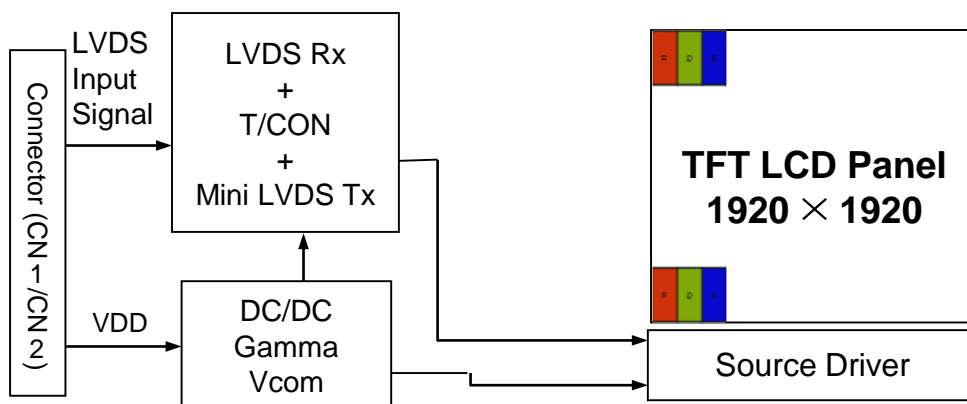 LVDS
Input
Signal
Connector (CN1/CN2)
LVDS Rx
+
T/CON
+
Mini LVDS Tx
VDD
DC/DC
Gamma
Vcom
R G
TFT LCD Panel
1920 × 1920
R G
Source Driver